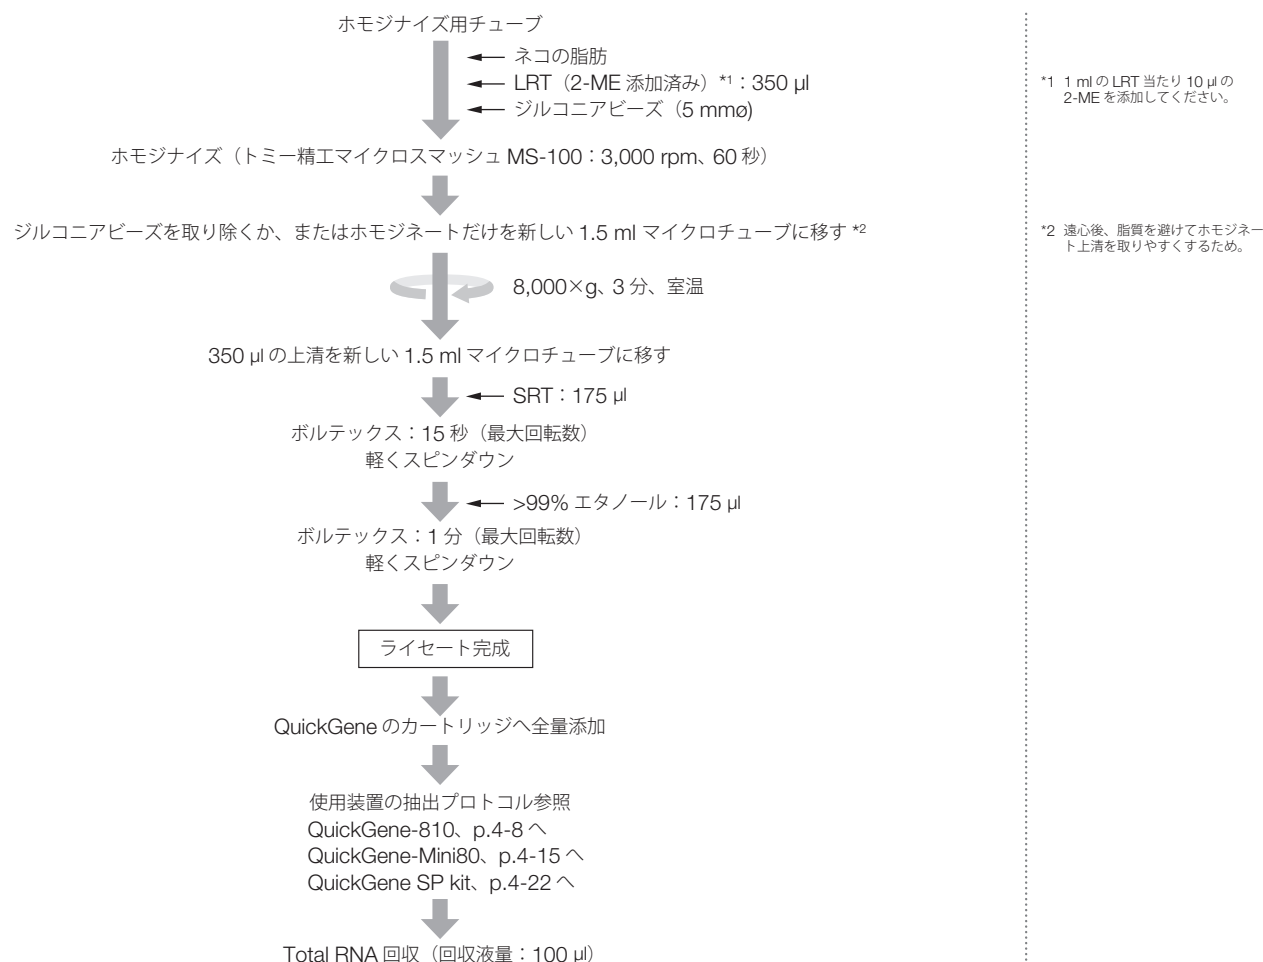 ホモジナイズ用チューブ
ネコの脂肪
LRT（2-ME 添加済み）*1：350 µl
ジルコニアビーズ（5 mmø)
*1 1 ml の LRT 当たり 10 µl の
2-ME を添加してください。
ホモジナイズ（トミー精工マイクロスマッシュ MS-100：3,000 rpm、60 秒）
ジルコニアビーズを取り除くか、またはホモジネートだけを新しい 1.5 ml マイクロチューブに移す *2
*2 遠心後、脂質を避けてホモジネー
ト上清を取りやすくするため。
8,000×g、3 分、室温
350 µl の上清を新しい 1.5 ml マイクロチューブに移す
SRT：175 µl
ボルテックス：15 秒（最大回転数）
軽くスピンダウン
>99% エタノール：175 µl
ボルテックス：1 分（最大回転数）
軽くスピンダウン
ライセート完成
QuickGene のカートリッジへ全量添加
使用装置の抽出プロトコル参照
QuickGene-810、p.4-8 へ
QuickGene-Mini80、p.4-15 へ
QuickGene SP kit、p.4-22 へ
Total RNA 回収（回収液量：100 µl）